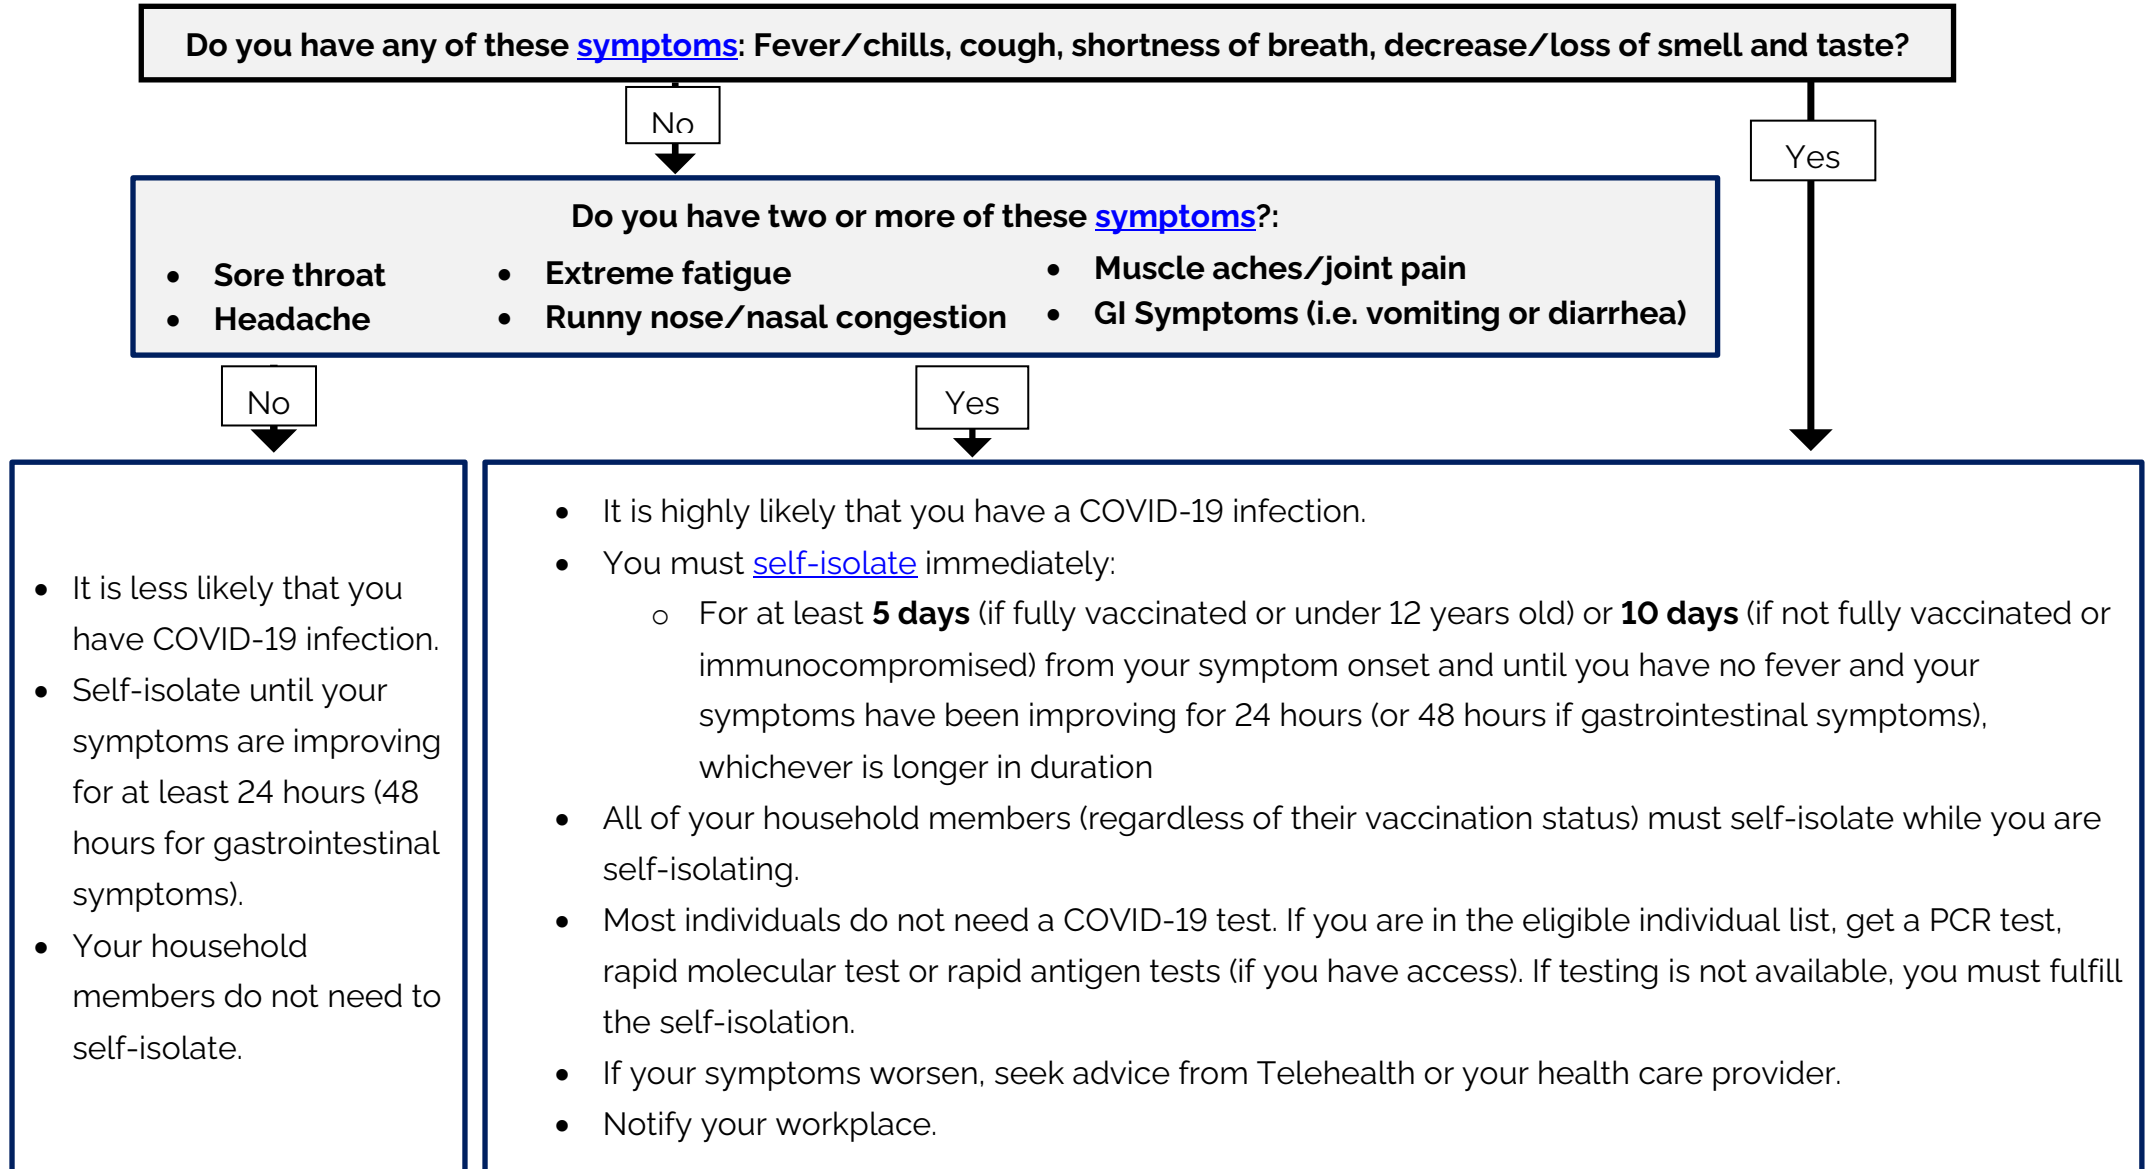 Do you have any of these symptoms: Fever/chills, cough, shortness of breath, decrease/loss of smell and taste?
No
Yes
Do you have two or more of these symptoms?:
• Sore throat
• Headache
• Extreme fatigue
• Runny nose/nasal congestion
• Muscle aches/joint pain
• GI Symptoms (i.e. vomiting or diarrhea)
No
Yes
• It is less likely that you
have COVID-19 infection.
• Self-isolate until your
symptoms are improving
for at least 24 hours (48
hours for gastrointestinal
symptoms).
• Your household
members do not need to
self-isolate.
• It is highly likely that you have a COVID-19 infection.
• You must self-isolate immediately:
o For at least 5 days (if fully vaccinated or under 12 years old) or 10 days (if not fully vaccinated or
immunocompromised) from your symptom onset and until you have no fever and your
symptoms have been improving for 24 hours (or 48 hours if gastrointestinal symptoms),
whichever is longer in duration
• All of your household members (regardless of their vaccination status) must self-isolate while you are
self-isolating.
• Most individuals do not need a COVID-19 test. If you are in the eligible individual list, get a PCR test,
rapid molecular test or rapid antigen tests (if you have access). If testing is not available, you must fulfill
the self-isolation.
• If your symptoms worsen, seek advice from Telehealth or your health care provider.
• Notify your workplace.